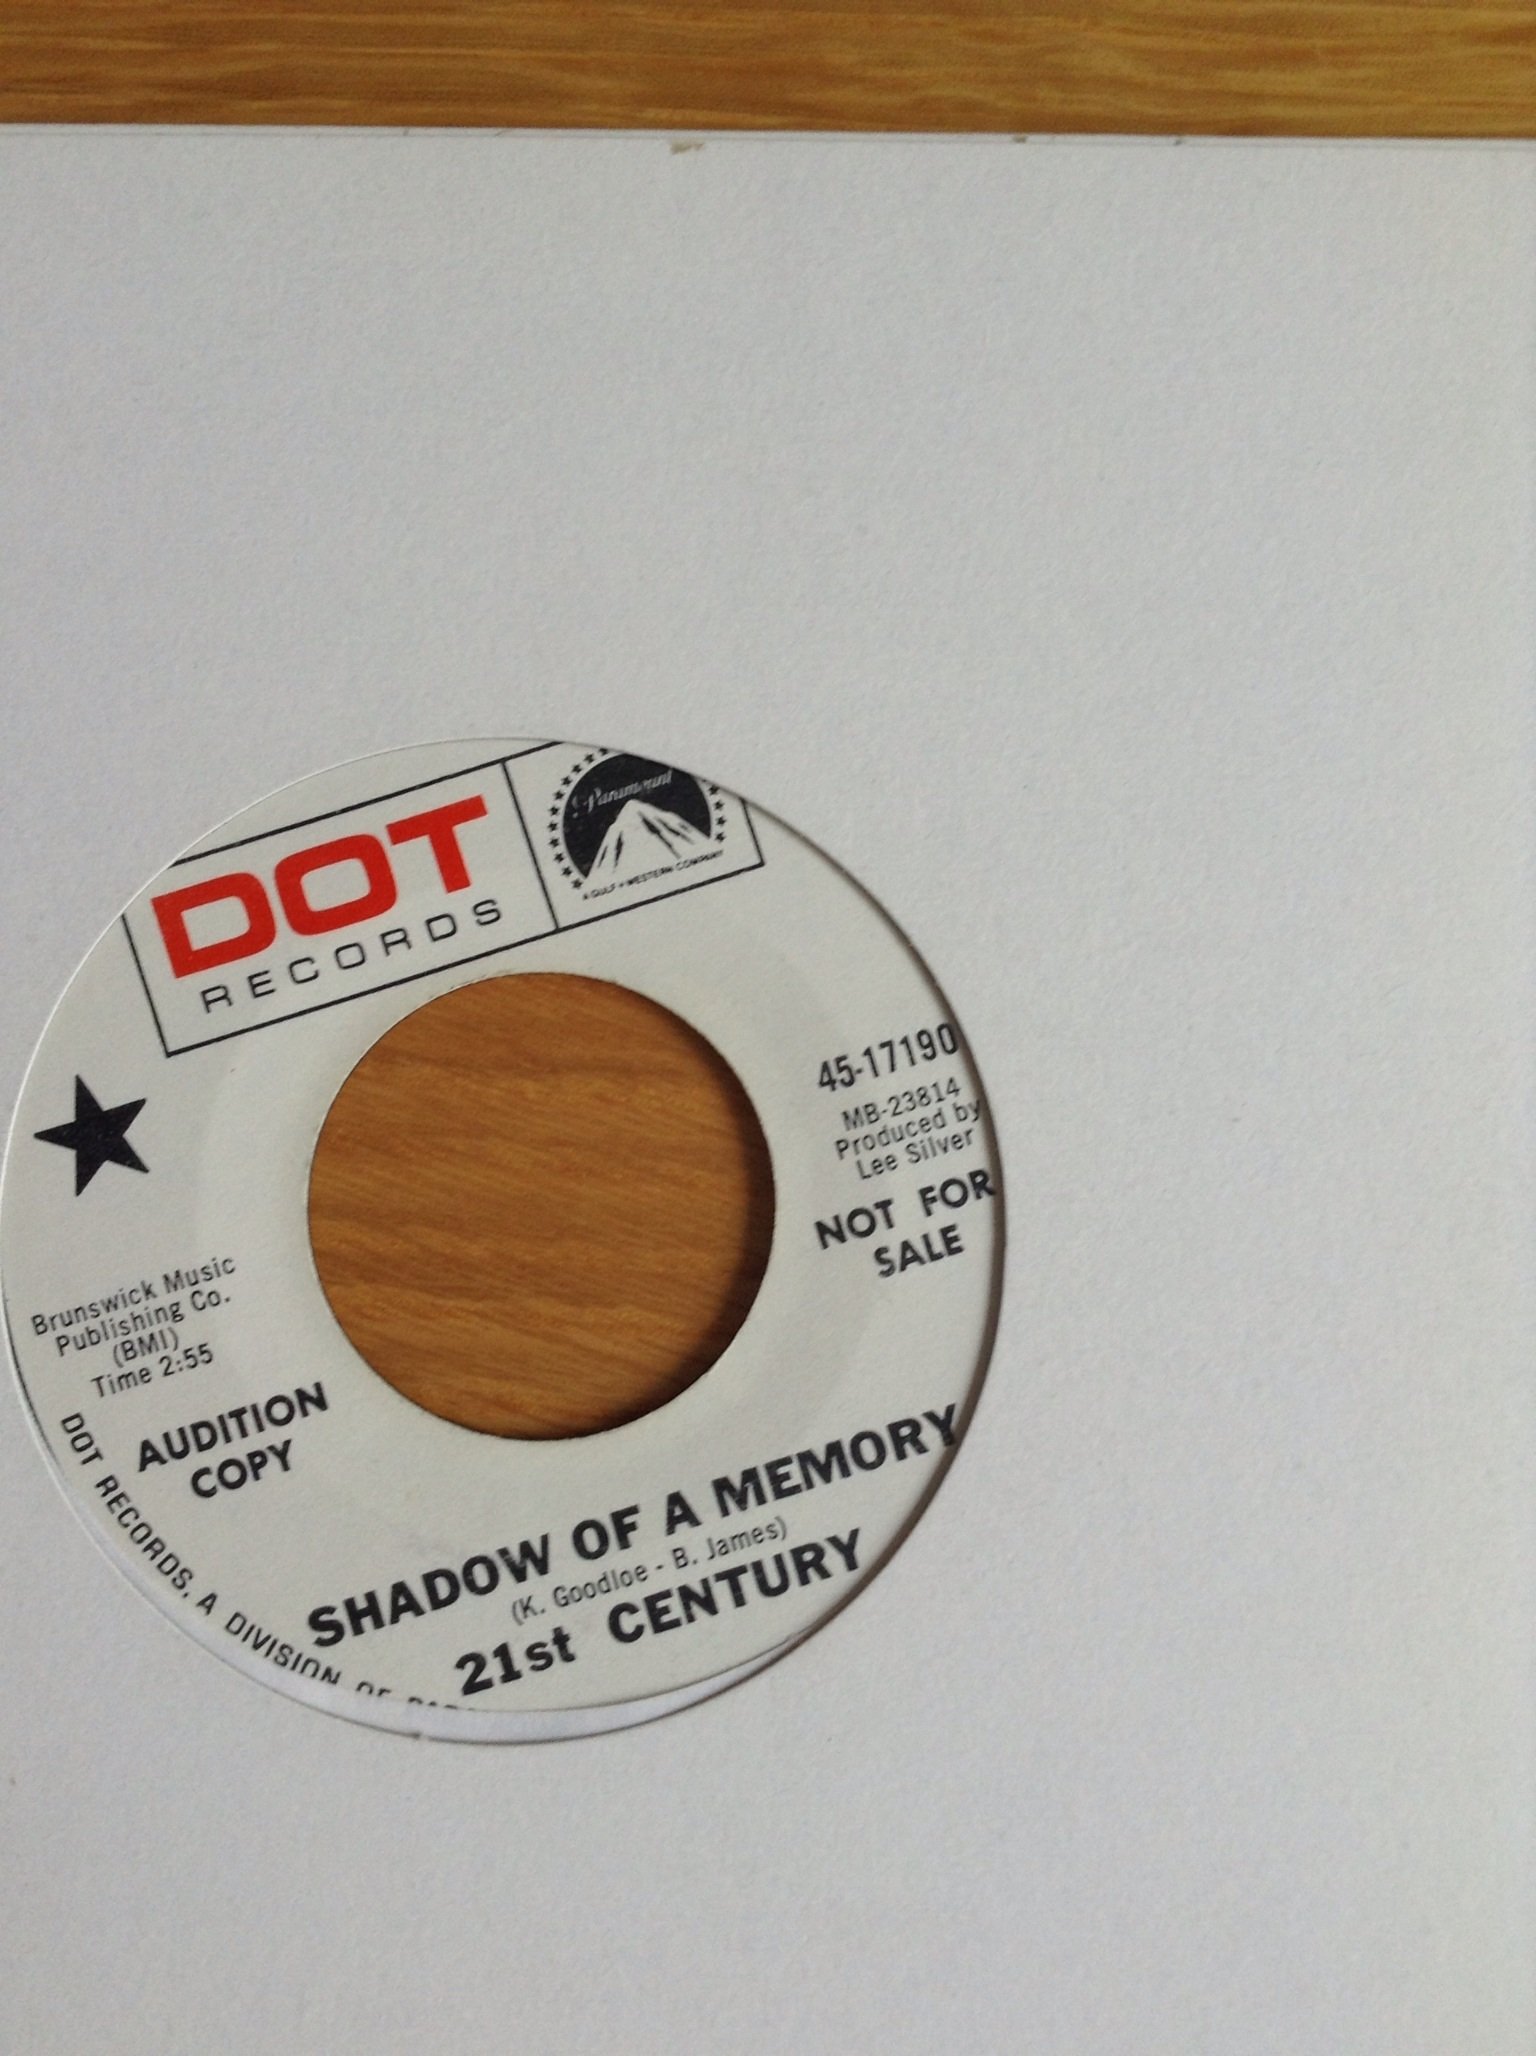 DOT
RECORDS
Paramount
A GULF + WESTERN COMPANY
45-17190
MB-23814
Produced by
Lee Silver
NOT FOR
SALE
Brunswick Music
Publishing Co.
(BMI)
Time 2:55
AUDITION
COPY
SHADOW OF A MEMORY
(K. Goodloe - B. James)
21st CENTURY
DOT RECORDS, A DIVISION OF